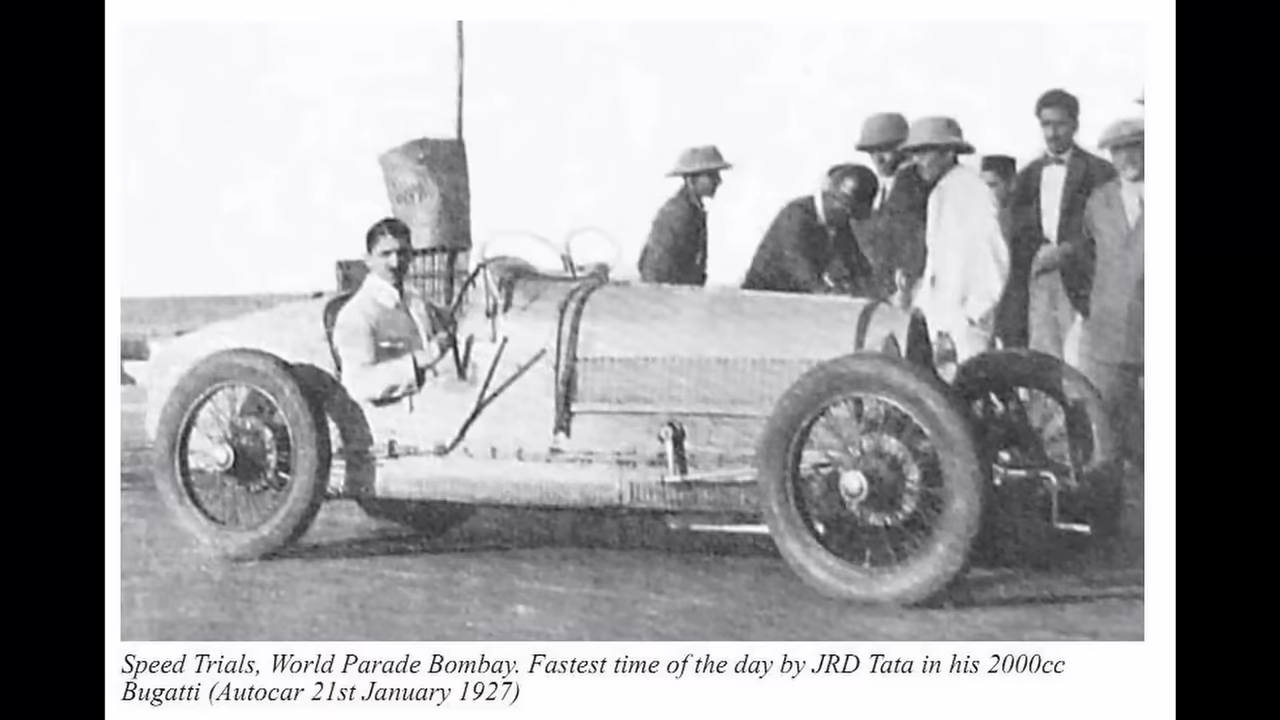 Speed Trials, World Parade Bombay. Fastest time of the day by JRD Tata in his 2000cc
Bugatti (Autocar 21st January 1927)